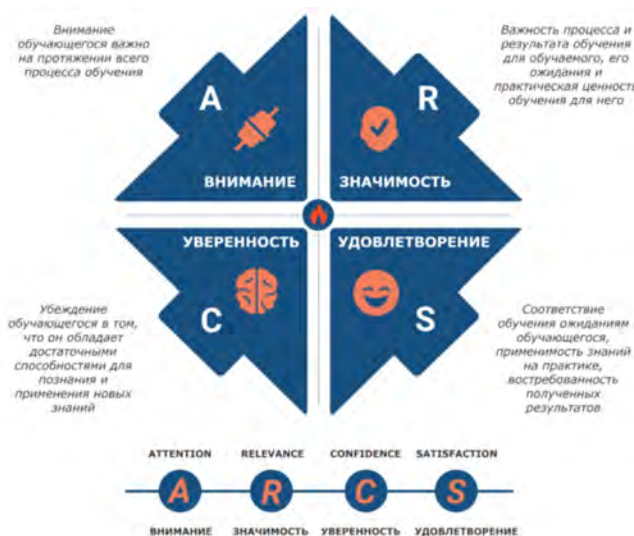 Внимание
обучающегося важно
на протяжении всего
процесса обучения
Важность процесса и
результата обучения
для обучаемого, его
ожидания и
практическая ценность
обучения для него
A
R
ВНИМАНИЕ
ЗНАЧИМОСТЬ
УВЕРЕННОСТЬ
УДОВЛЕТВОРЕНИЕ
C
S
Убеждение
обучающегося в том,
что он обладает
достаточными
способностями для
познания и
применения новых
знаний
Соответствие
обучения ожиданиям
обучающегося,
применимость знаний
на практике,
востребованность
полученных
результатов
ATTENTION RELEVANCE CONFIDENCE SATISFACTION
A R C S
ВНИМАНИЕ ЗНАЧИМОСТЬ УВЕРЕННОСТЬ УДОВЛЕТВОРЕНИЕ